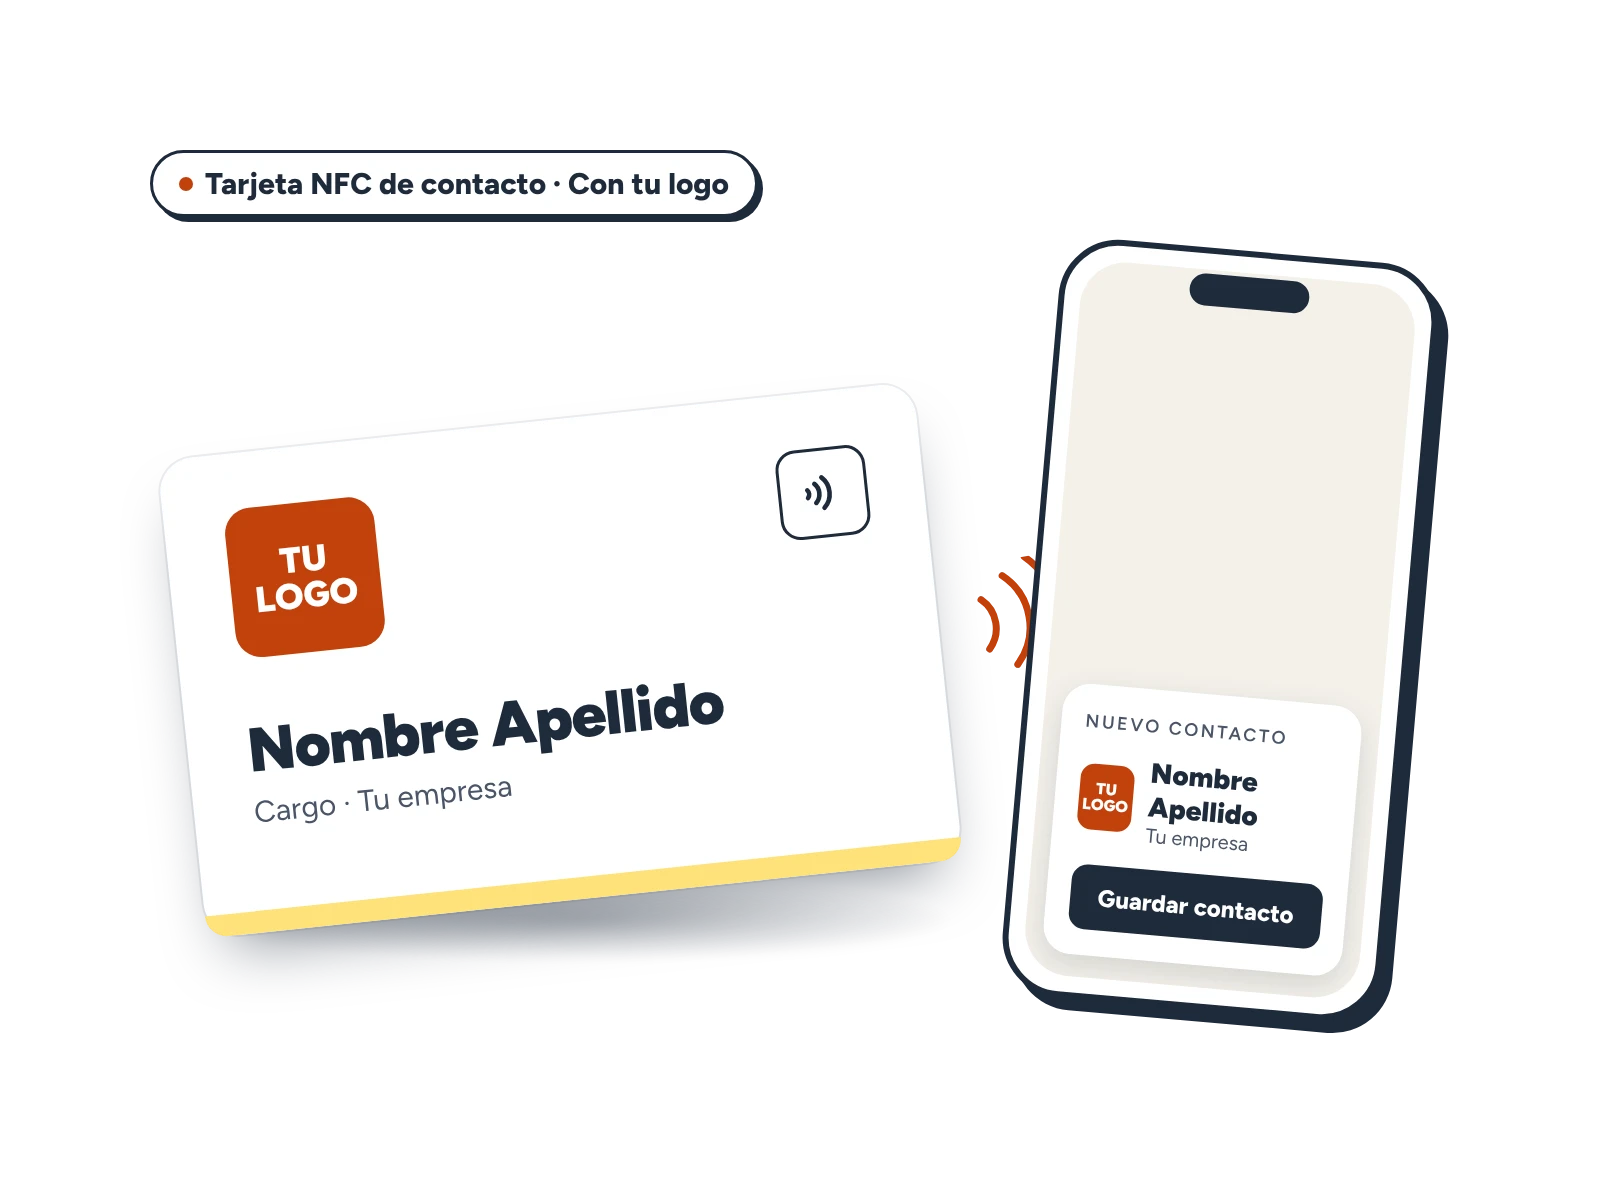 Tarjeta NFC de contacto · Con tu logo
TU
LOGO
Nombre Apellido
Cargo · Tu empresa
NUEVO CONTACTO
TU
LOGO
Nombre
Apellido
Tu empresa
Guardar contacto